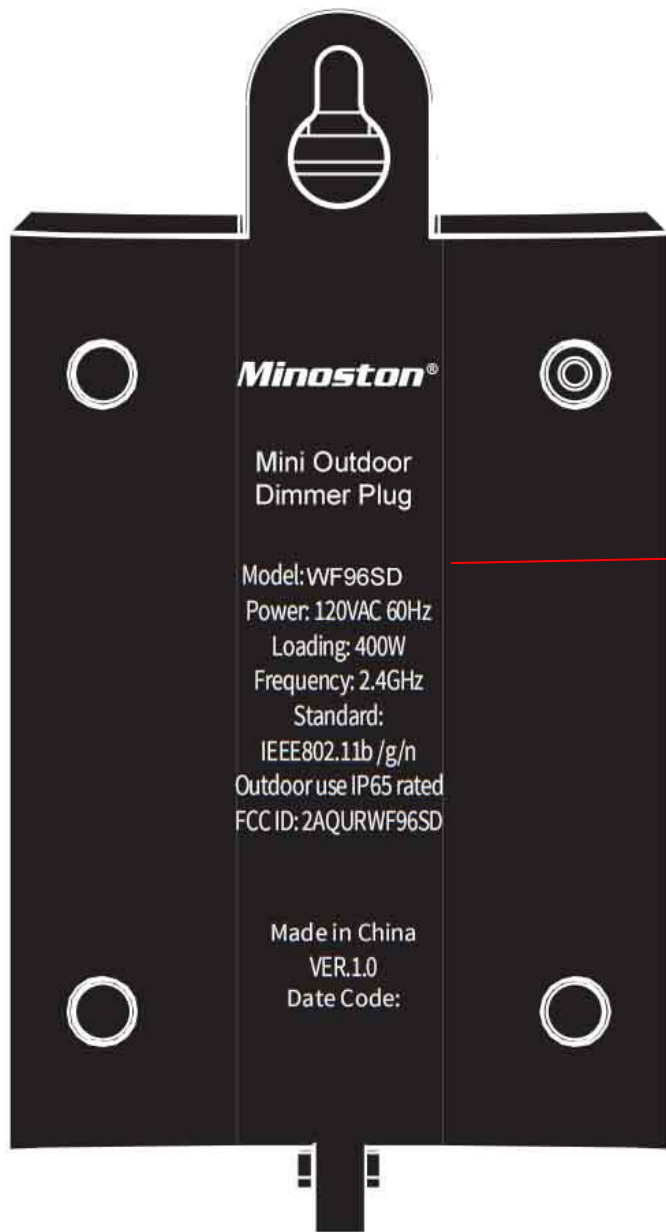 Minoston®
Mini Outdoor
Dimmer Plug
Model:WF96SD
Power: 120VAC 60Hz
Loading: 400W
Frequency: 2.4GHz
Standard:
IEEE802.11b /g/n
Outdoor use IP65 rated
FCC ID: 2AQURWF96SD
Made in China
VER.1.0
Date Code: